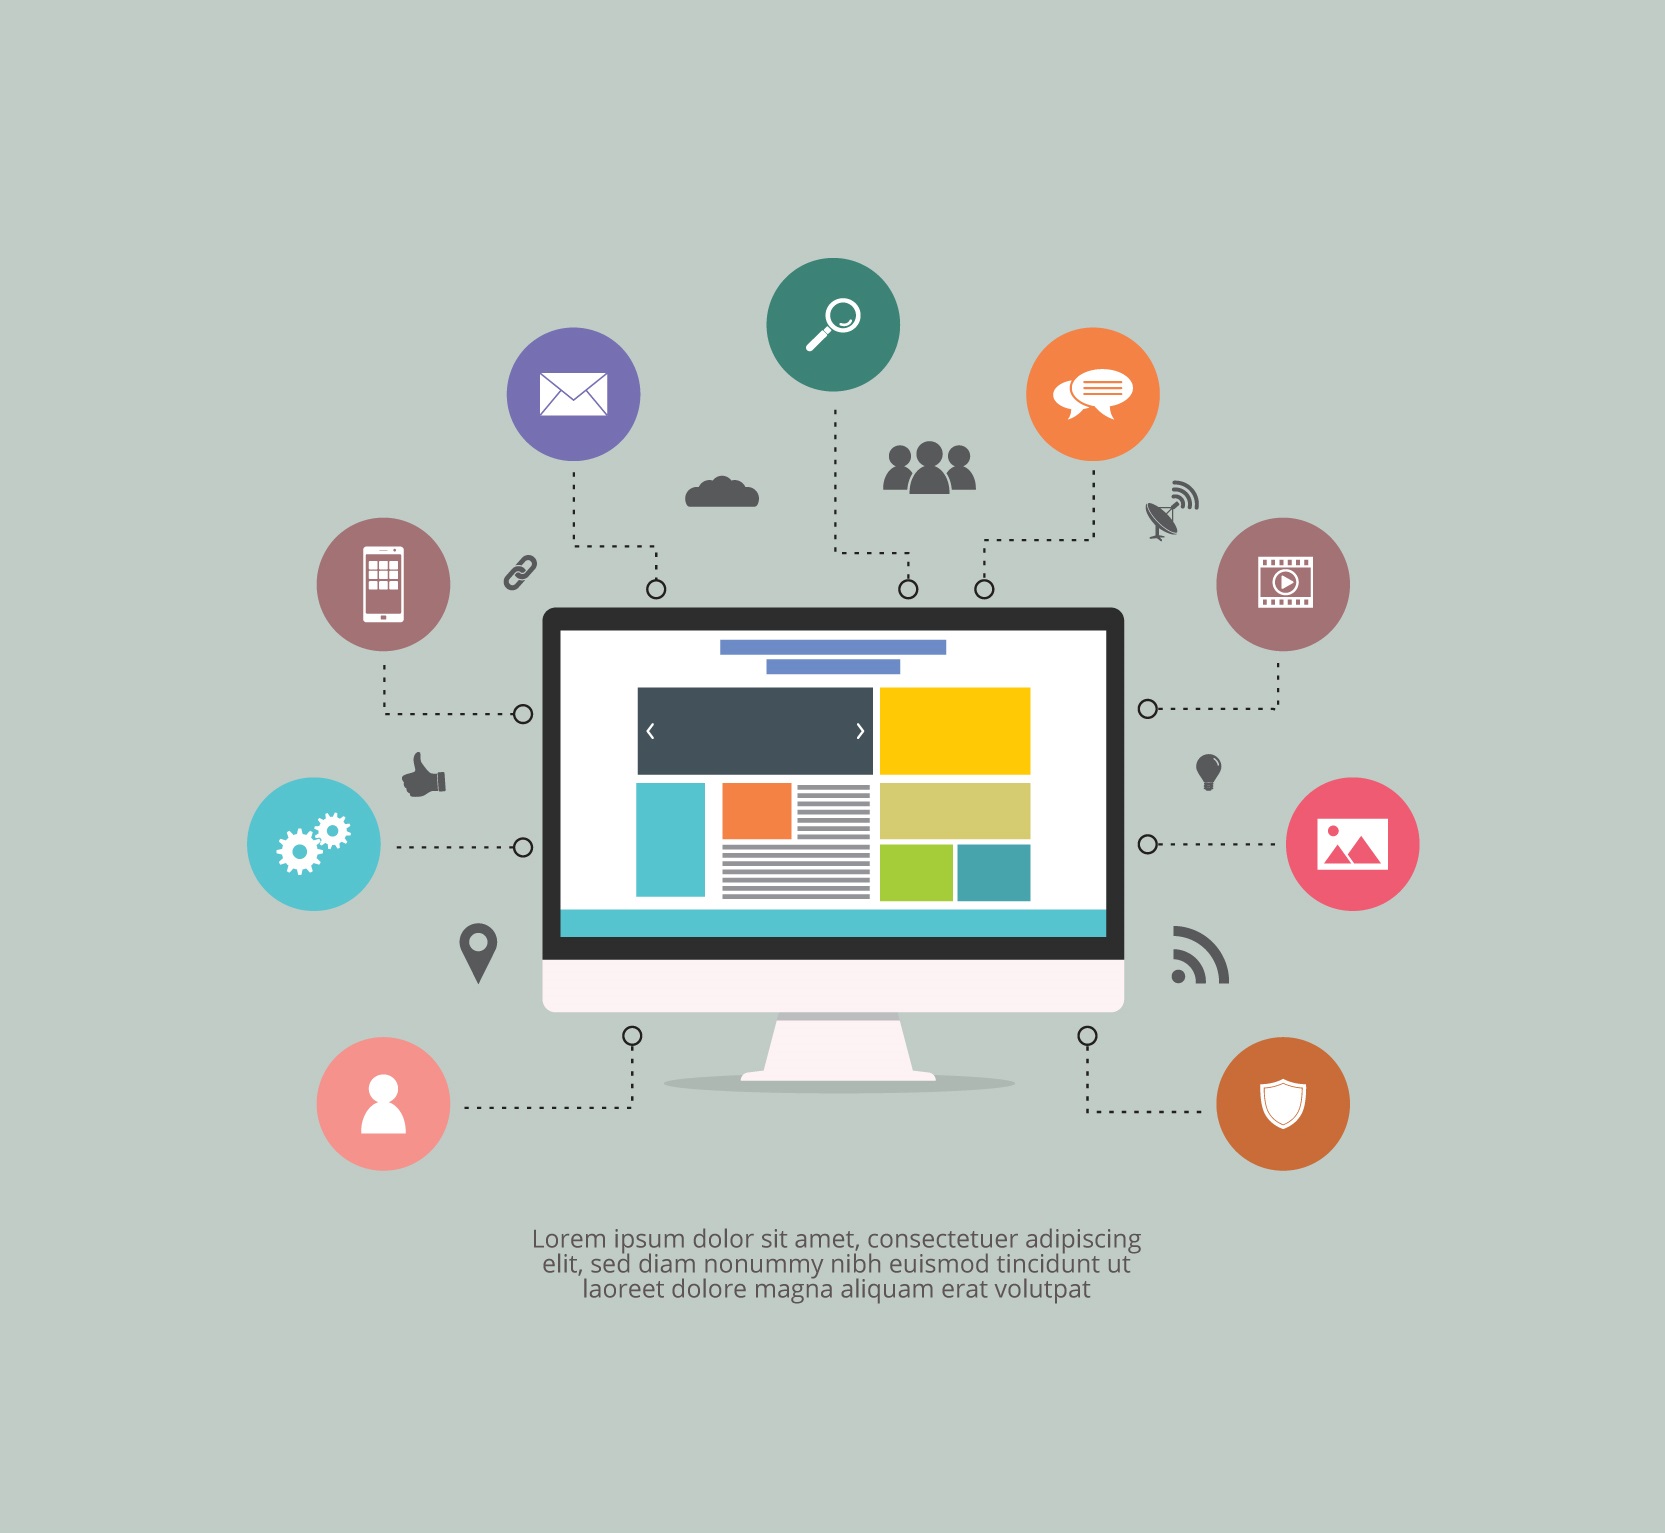 Lorem ipsum dolor sit amet, consectetuer adipiscing
elit, sed diam nonummy nibh euismod tincidunt ut
laoreet dolore magna aliquam erat volutpat